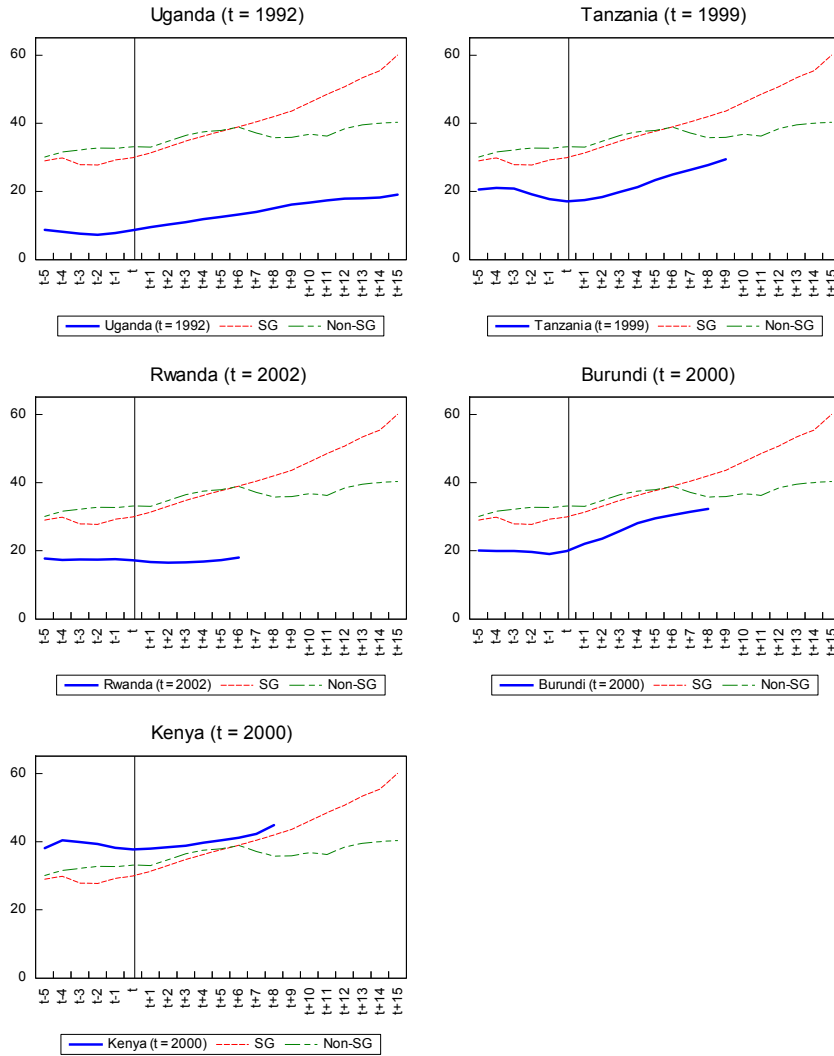 Uganda (t = 1992)
60
40
20
0
t-5 t-4 t-3 t-2 t-1 t t+1 t+2 t+3 t+4 t+5 t+6 t+7 t+8 t+9 t+10 t+11 t+12 t+13 t+14 t+15
Uganda (t = 1992) SG Non-SG
Tanzania (t = 1999)
60
40
20
0
t-5 t-4 t-3 t-2 t-1 t t+1 t+2 t+3 t+4 t+5 t+6 t+7 t+8 t+9 t+10 t+11 t+12 t+13 t+14 t+15
Tanzania (t = 1999) SG Non-SG
Rwanda (t = 2002)
60
40
20
0
t-5 t-4 t-3 t-2 t-1 t t+1 t+2 t+3 t+4 t+5 t+6 t+7 t+8 t+9 t+10 t+11 t+12 t+13 t+14 t+15
Rwanda (t = 2002) SG Non-SG
Burundi (t = 2000)
60
40
20
0
t-5 t-4 t-3 t-2 t-1 t t+1 t+2 t+3 t+4 t+5 t+6 t+7 t+8 t+9 t+10 t+11 t+12 t+13 t+14 t+15
Burundi (t = 2000) SG Non-SG
Kenya (t = 2000)
60
40
20
0
t-5 t-4 t-3 t-2 t-1 t t+1 t+2 t+3 t+4 t+5 t+6 t+7 t+8 t+9 t+10 t+11 t+12 t+13 t+14 t+15
Kenya (t = 2000) SG Non-SG